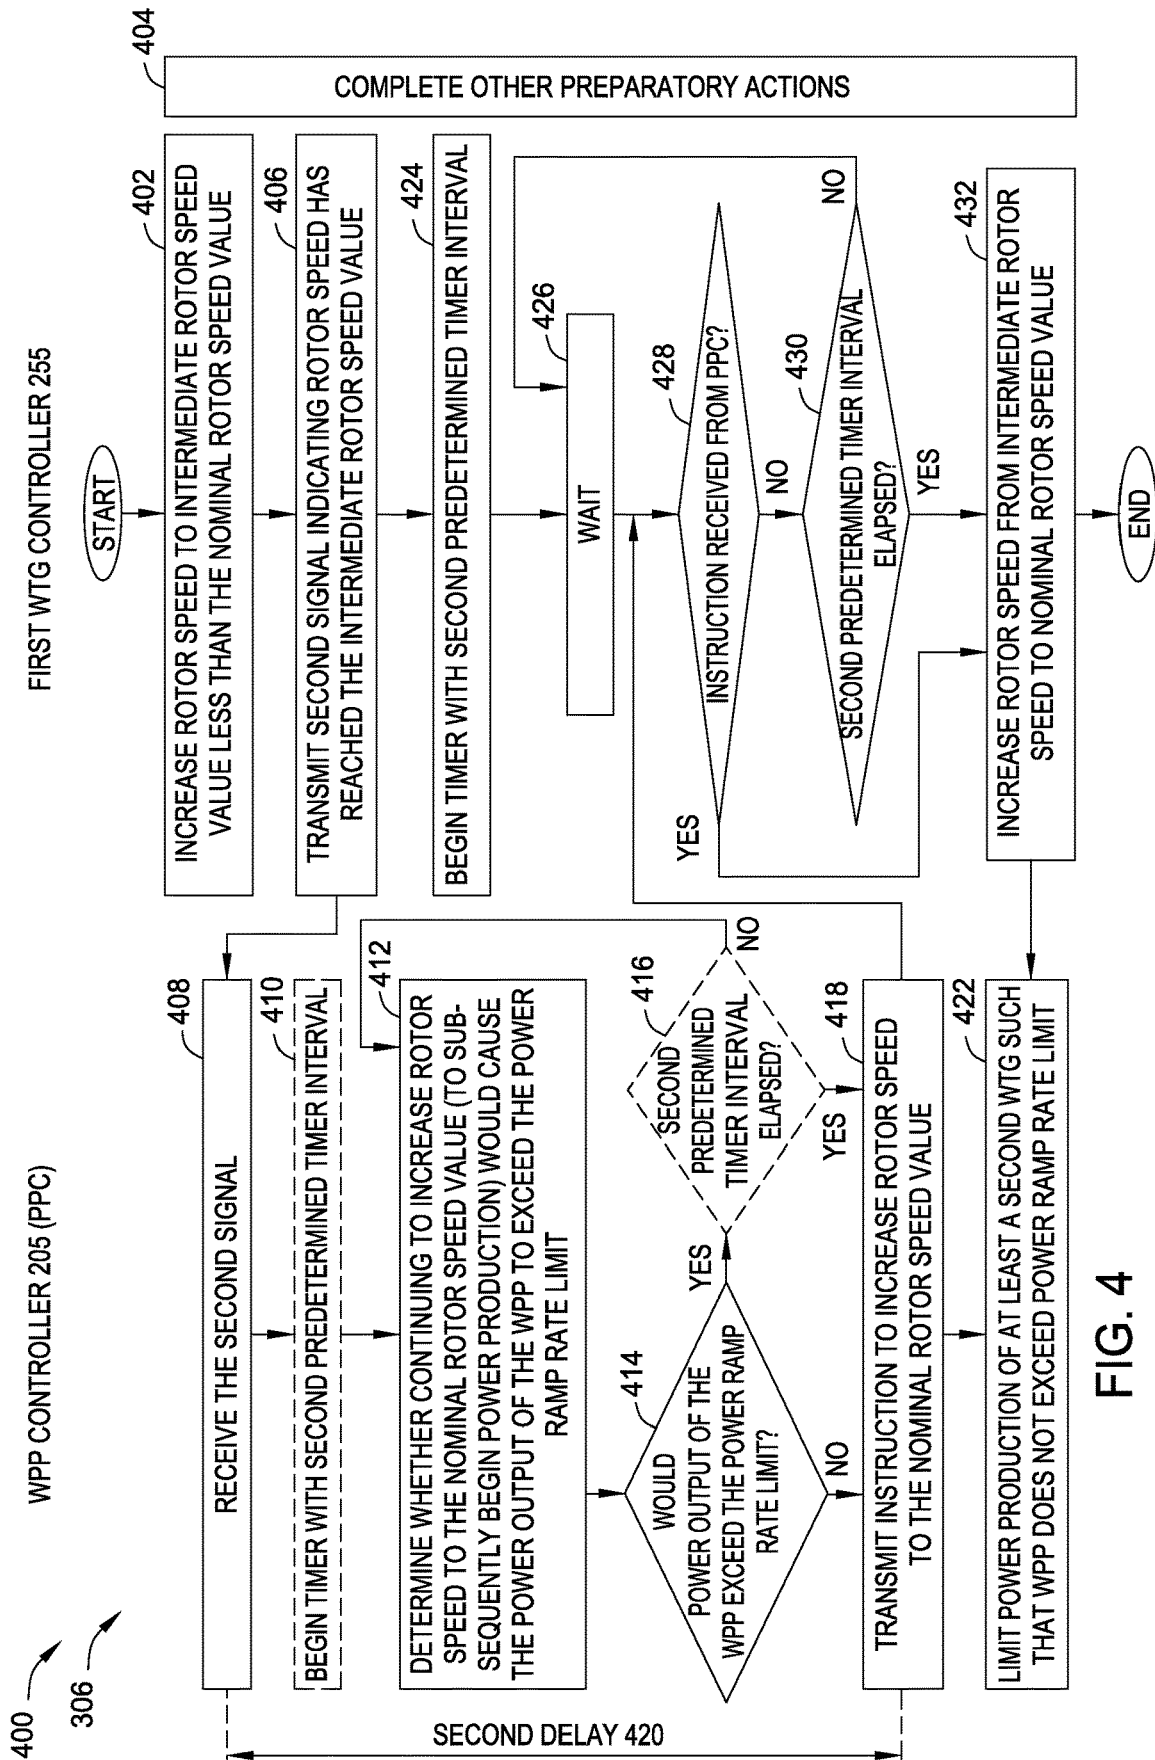 400
306
WPP CONTROLLER 205 (PPC)
FIRST WTG CONTROLLER 255
START
402
INCREASE ROTOR SPEED TO INTERMEDIATE ROTOR SPEED
VALUE LESS THAN THE NOMINAL ROTOR SPEED VALUE
404
COMPLETE OTHER PREPARATORY ACTIONS
406
TRANSMIT SECOND SIGNAL INDICATING ROTOR SPEED HAS
REACHED THE INTERMEDIATE ROTOR SPEED VALUE
408
RECEIVE THE SECOND SIGNAL
410
BEGIN TIMER WITH SECOND PREDETERMINED TIMER INTERVAL
412
DETERMINE WHETHER CONTINUING TO INCREASE ROTOR
SPEED TO THE NOMINAL ROTOR SPEED VALUE (TO SUB-
SEQUENTLY BEGIN POWER PRODUCTION) WOULD CAUSE
THE POWER OUTPUT OF THE WPP TO EXCEED THE POWER
RAMP RATE LIMIT
414
WOULD
POWER OUTPUT OF THE
WPP EXCEED THE POWER RAMP
RATE LIMIT?
YES
NO
416
SECOND
PREDETERMINED
TIMER INTERVAL
ELAPSED?
NO
YES
418
TRANSMIT INSTRUCTION TO INCREASE ROTOR SPEED
TO THE NOMINAL ROTOR SPEED VALUE
SECOND DELAY 420
422
LIMIT POWER PRODUCTION OF AT LEAST A SECOND WTG SUCH
THAT WPP DOES NOT EXCEED POWER RAMP RATE LIMIT
424
BEGIN TIMER WITH SECOND PREDETERMINED TIMER INTERVAL
426
WAIT
428
INSTRUCTION RECEIVED FROM PPC?
YES
NO
430
SECOND PREDETERMINED TIMER INTERVAL
ELAPSED?
NO
YES
432
INCREASE ROTOR SPEED FROM INTERMEDIATE ROTOR
SPEED TO NOMINAL ROTOR SPEED VALUE
END
FIG. 4